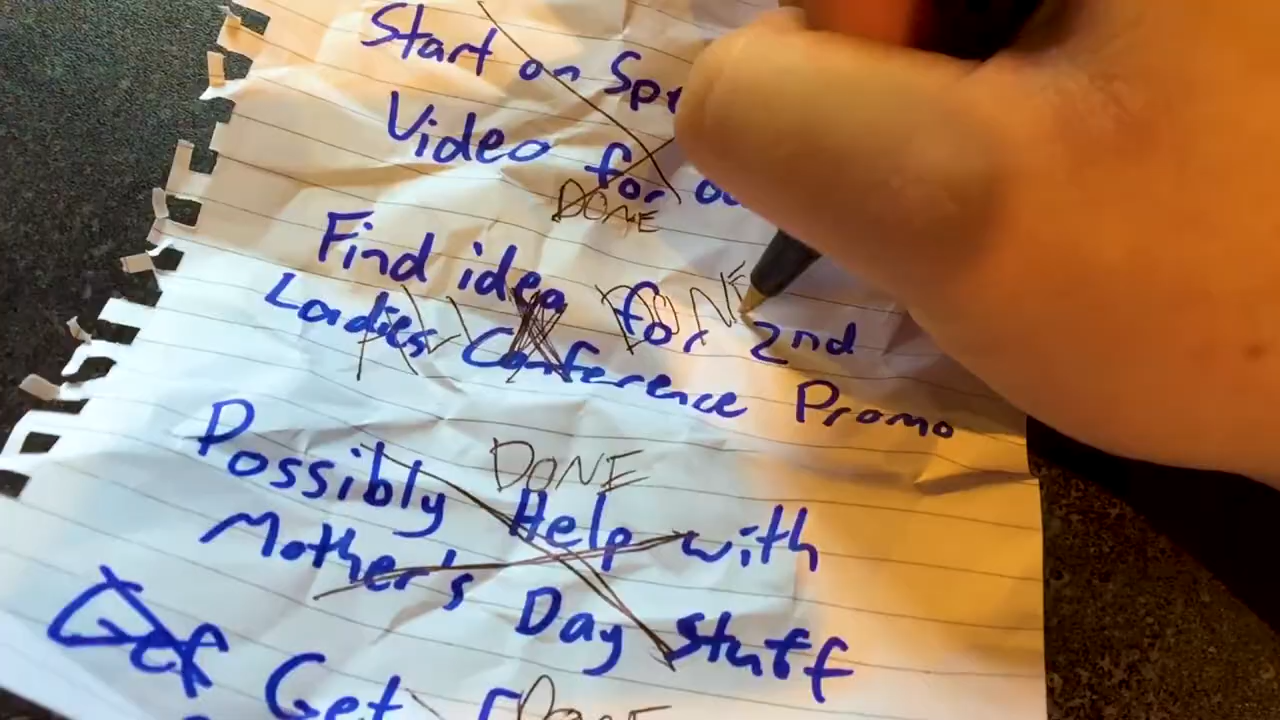 Start on
Video for
DONE
Find idea for 2nd
DONE
Ladies Conference Promo
DONE
Possibly Help with
Mother's Day Stuff
Get
DONE